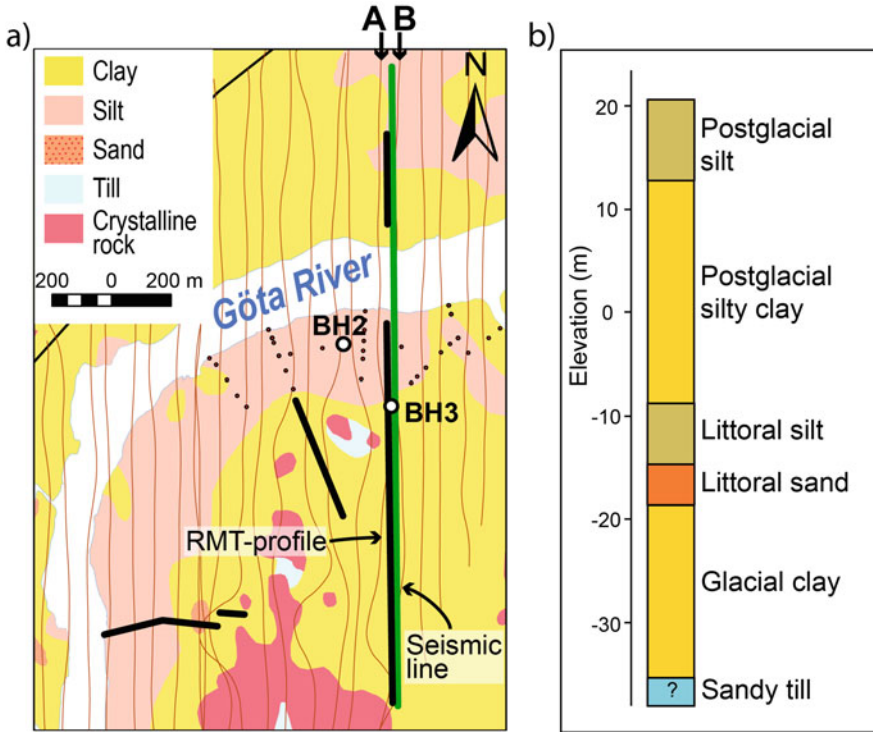 a)
A B
N
Clay
Silt
Sand
Till
Crystalline
rock
200 0 200 m
Göta River
BH2
BH3
RMT-profile
Seismic
line
b)
Elevation (m)
20
10
0
-10
-20
-30
Postglacial
silt
Postglacial
silty clay
Littoral silt
Littoral sand
Glacial clay
?
Sandy till